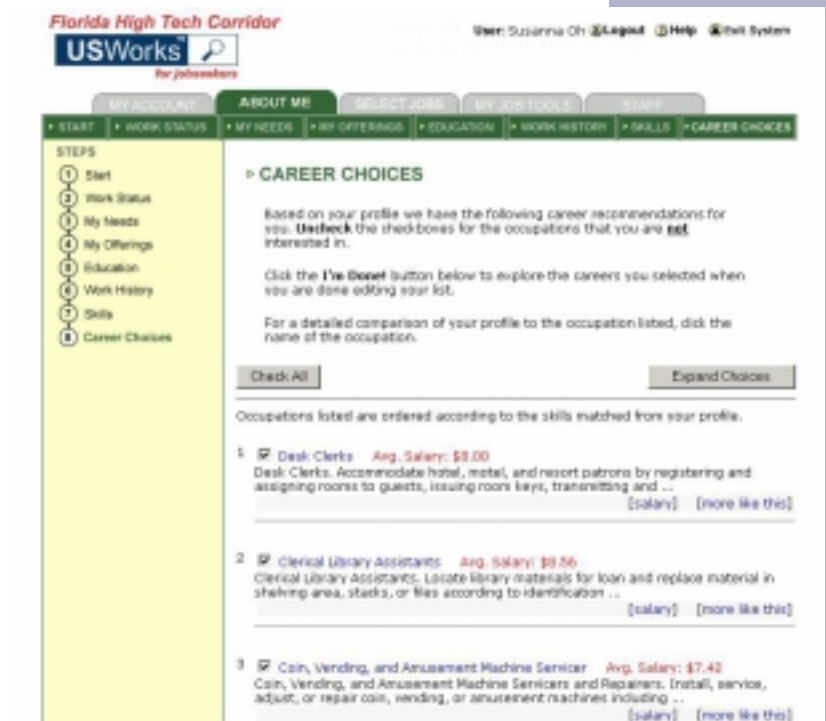 Florida High Tech Corridor
USWorks
for jobseekers
User: Susanna Oh Logout Help Exit System
MY ACCOUNT ABOUT ME SELECT JOBS MY JOB TOOLS STAFF
START WORK STATUS MY NEEDS MY OFFERINGS EDUCATION WORK HISTORY SKILLS CAREER CHOICES
STEPS
1 Start
2 Work Status
3 My Needs
4 My Offerings
5 Education
6 Work History
7 Skills
8 Career Choices
CAREER CHOICES
Based on your profile we have the following career recommendations for
you. Uncheck the checkboxes for the occupations that you are not
interested in.
Click the I'm Done! button below to explore the careers you selected when
you are done editing your list.
For a detailed comparison of your profile to the occupation listed, click the
name of the occupation.
Check All Expand Choices
Occupations listed are ordered according to the skills matched from your profile.
1 Desk Clerks Avg. Salary: $8.00
Desk Clerks. Accommodate hotel, motel, and resort patrons by registering and
assigning rooms to guests, issuing room keys, transmitting and ...
[salary] [more like this]
2 Clerical Library Assistants Avg. Salary: $8.56
Clerical Library Assistants. Locate library materials for loan and replace material in
shelving area, stacks, or files according to identification ...
[salary] [more like this]
3 Coin, Vending, and Amusement Machine Servicer Avg. Salary: $7.42
Coin, Vending, and Amusement Machine Servicers and Repairers. Install, service,
adjust, or repair coin, vending, or amusement machines including ...
[salary] [more like this]